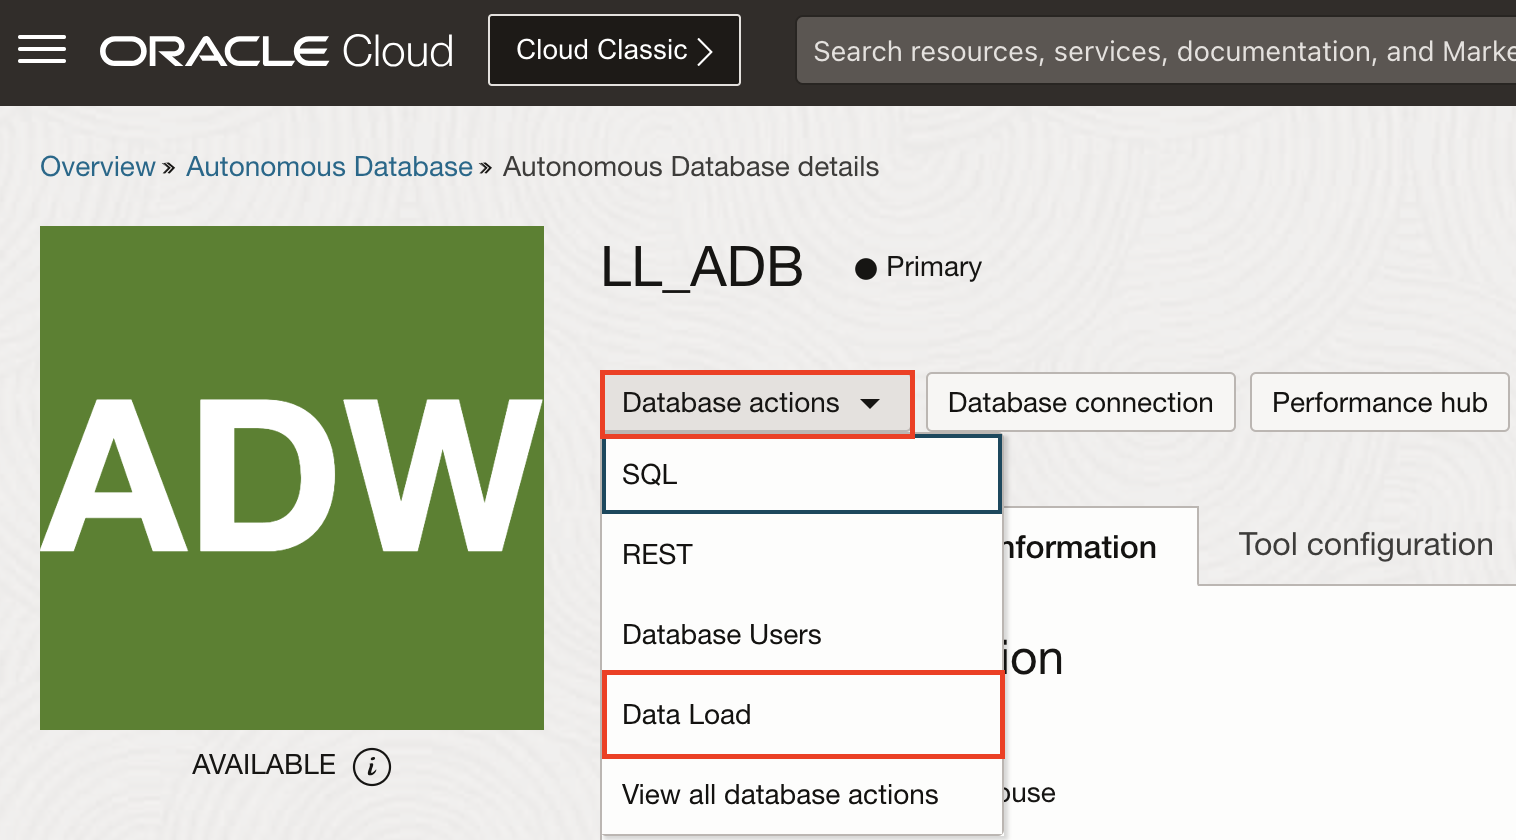 ORACLE Cloud
Cloud Classic
Search resources, services, documentation, and Marke
Overview » Autonomous Database » Autonomous Database details
ADW
AVAILABLE i
LL_ADB
Primary
Database actions
Database connection
Performance hub
SQL
REST
Database Users
Data Load
View all database actions
nformation
Tool configuration
ion
ouse